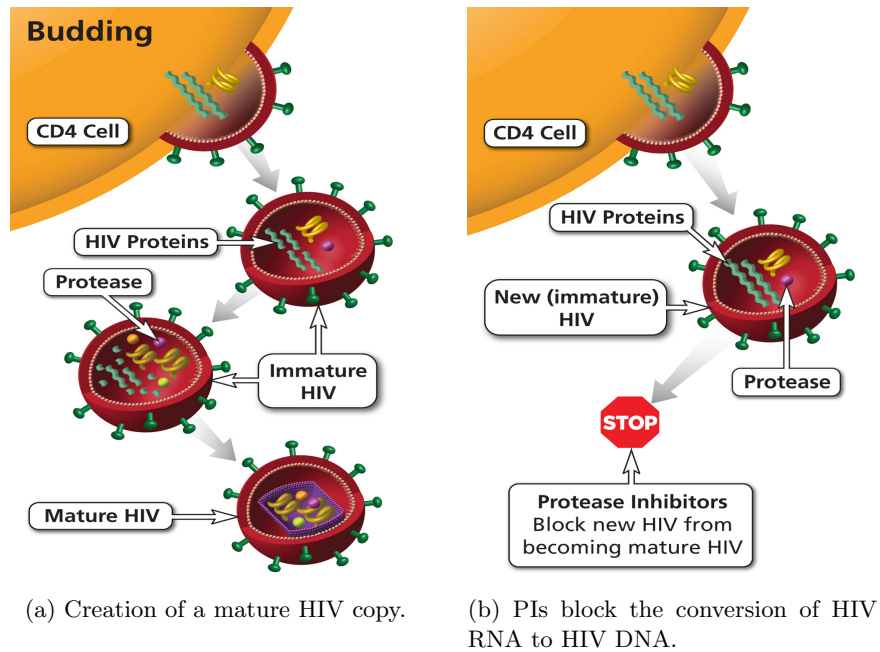 Budding
CD4 Cell
HIV Proteins
Protease
Immature
HIV
Mature HIV
(a) Creation of a mature HIV copy.
CD4 Cell
HIV Proteins
New (immature)
HIV
Protease
STOP
Protease Inhibitors
Block new HIV from
becoming mature HIV
(b) PIs block the conversion of HIV
RNA to HIV DNA.